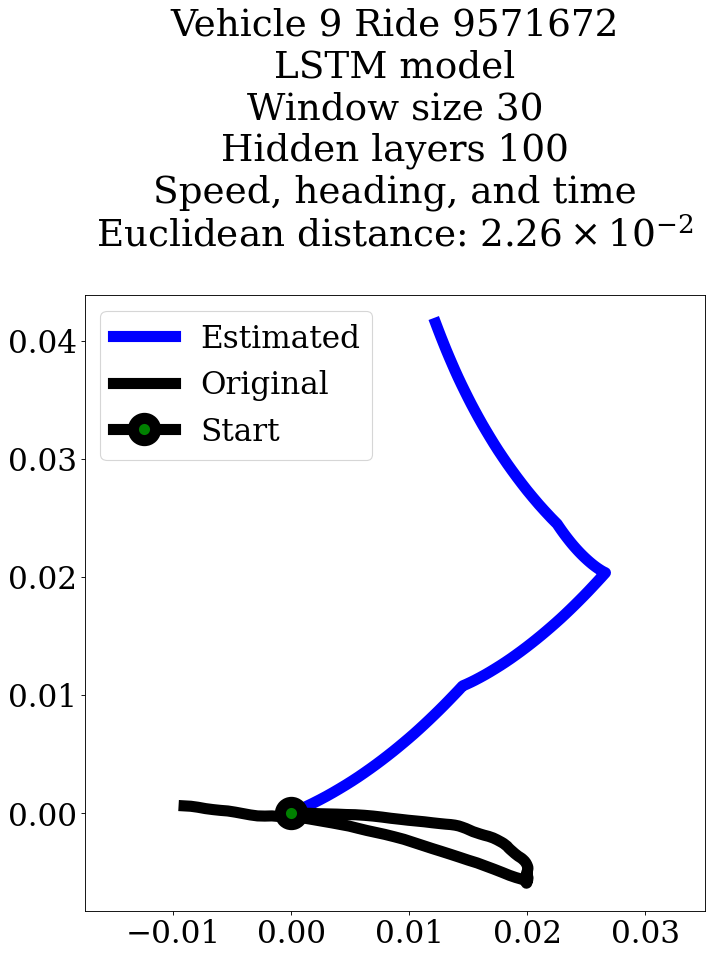 Vehicle 9 Ride 9571672
LSTM model
Window size 30
Hidden layers 100
Speed, heading, and time
Euclidean distance: 2.26 × 10⁻²
Estimated
Original
Start
0.04
0.03
0.02
0.01
0.00
−0.01 0.00 0.01 0.02 0.03